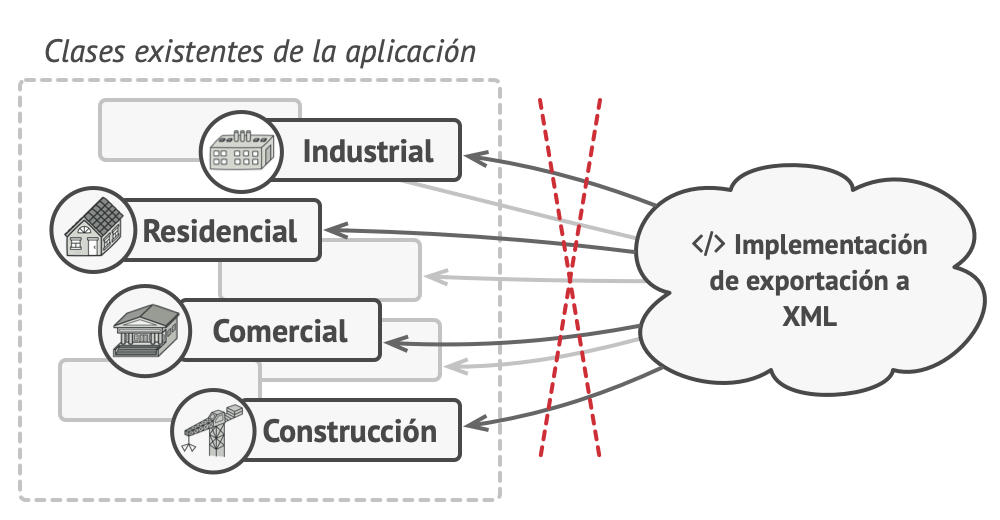 Clases existentes de la aplicación
Industrial
Residencial
Comercial
Construcción
</> Implementación
de exportación a
XML